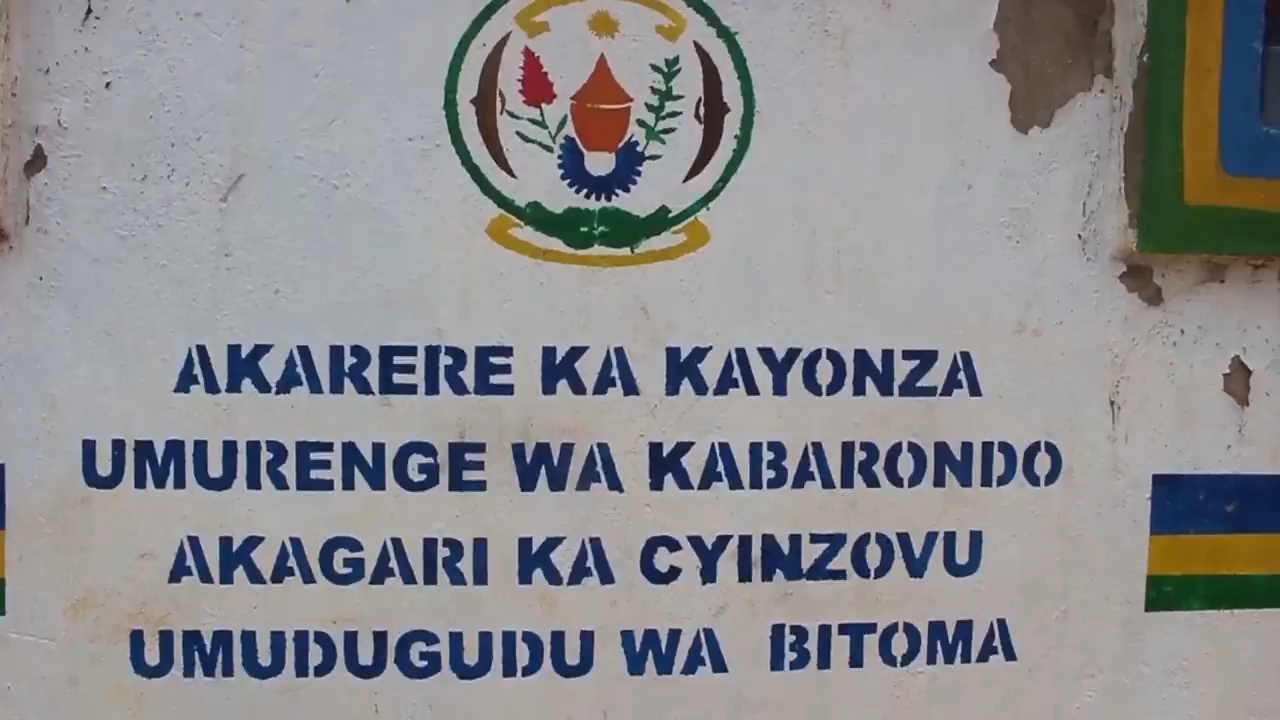 AKARERE KA KAYONZA
UMURENGE WA KABARONDO
AKAGARI KA CYINZOVU
UMUDUGUDU WA BITOMA